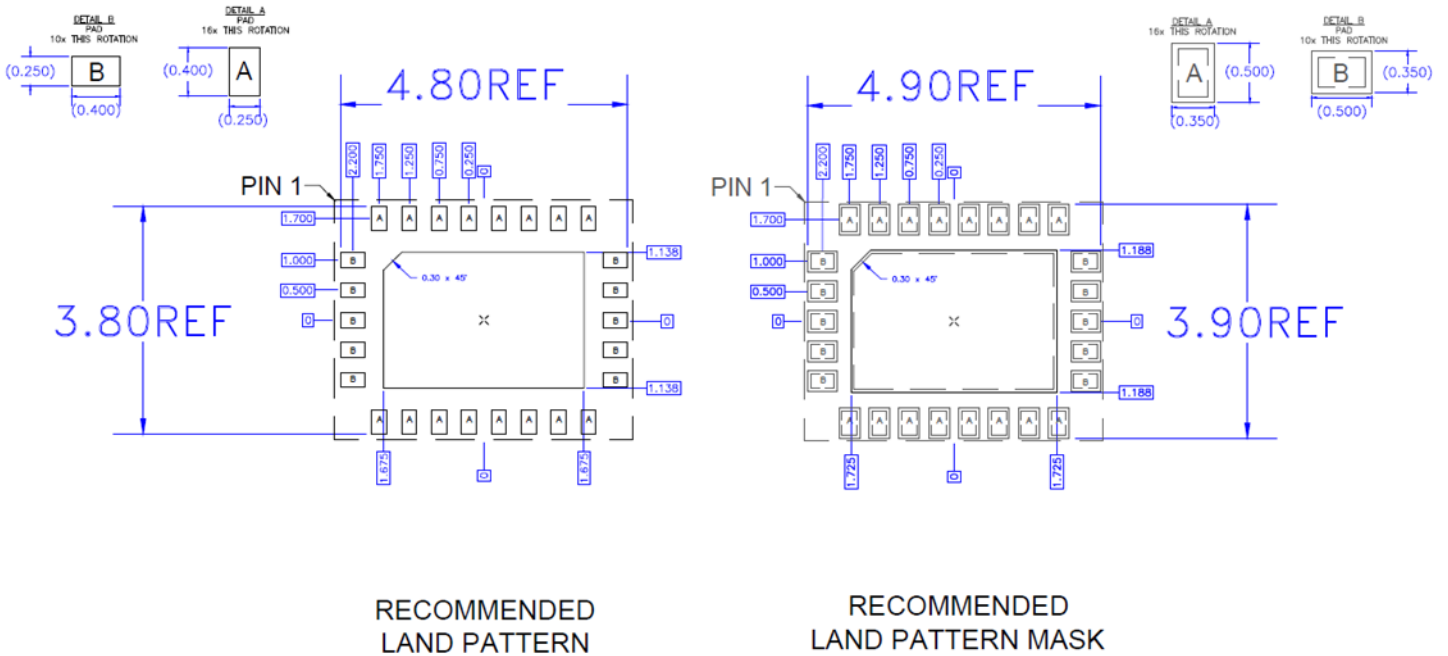 DETAIL B
PAD
10x THIS ROTATION
(0.250)
B
(0.400)
DETAIL A
PAD
16x THIS ROTATION
(0.400)
A
(0.250)
4.80REF
2.200
1.750
1.250
0.750
0.250
0
PIN 1
1.700
A A A A A A A A
1.000
B
B
1.138
0.30 x 45°
0.500
B
B
3.80REF
0
B
B
0
B
B
B
B
1.138
A A A A A A A A
1.675
0
1.675
RECOMMENDED
LAND PATTERN
DETAIL A
16x THIS ROTATION
A
(0.500)
(0.350)
DETAIL B
PAD
10x THIS ROTATION
B
(0.350)
(0.500)
4.90REF
2.200
1.750
1.250
0.750
0.250
0
PIN 1
1.700
A A A A A A A A
1.000
B
B
1.188
0.30 x 45°
0.500
B
B
0
B
B
0
3.90REF
B
B
B
B
1.188
A A A A A A A A
1.725
0
1.725
RECOMMENDED
LAND PATTERN MASK